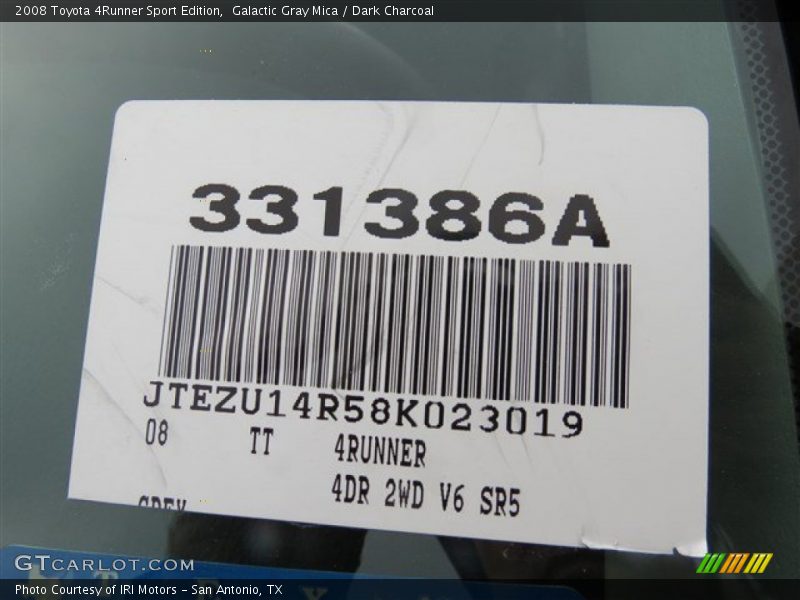 2008 Toyota 4Runner Sport Edition, Galactic Gray Mica / Dark Charcoal
331386A
JTEZU14R58K023019
08 TT 4RUNNER
4DR 2WD V6 SR5
GREY
GTcarlot.com
Photo Courtesy of IRI Motors – San Antonio, TX